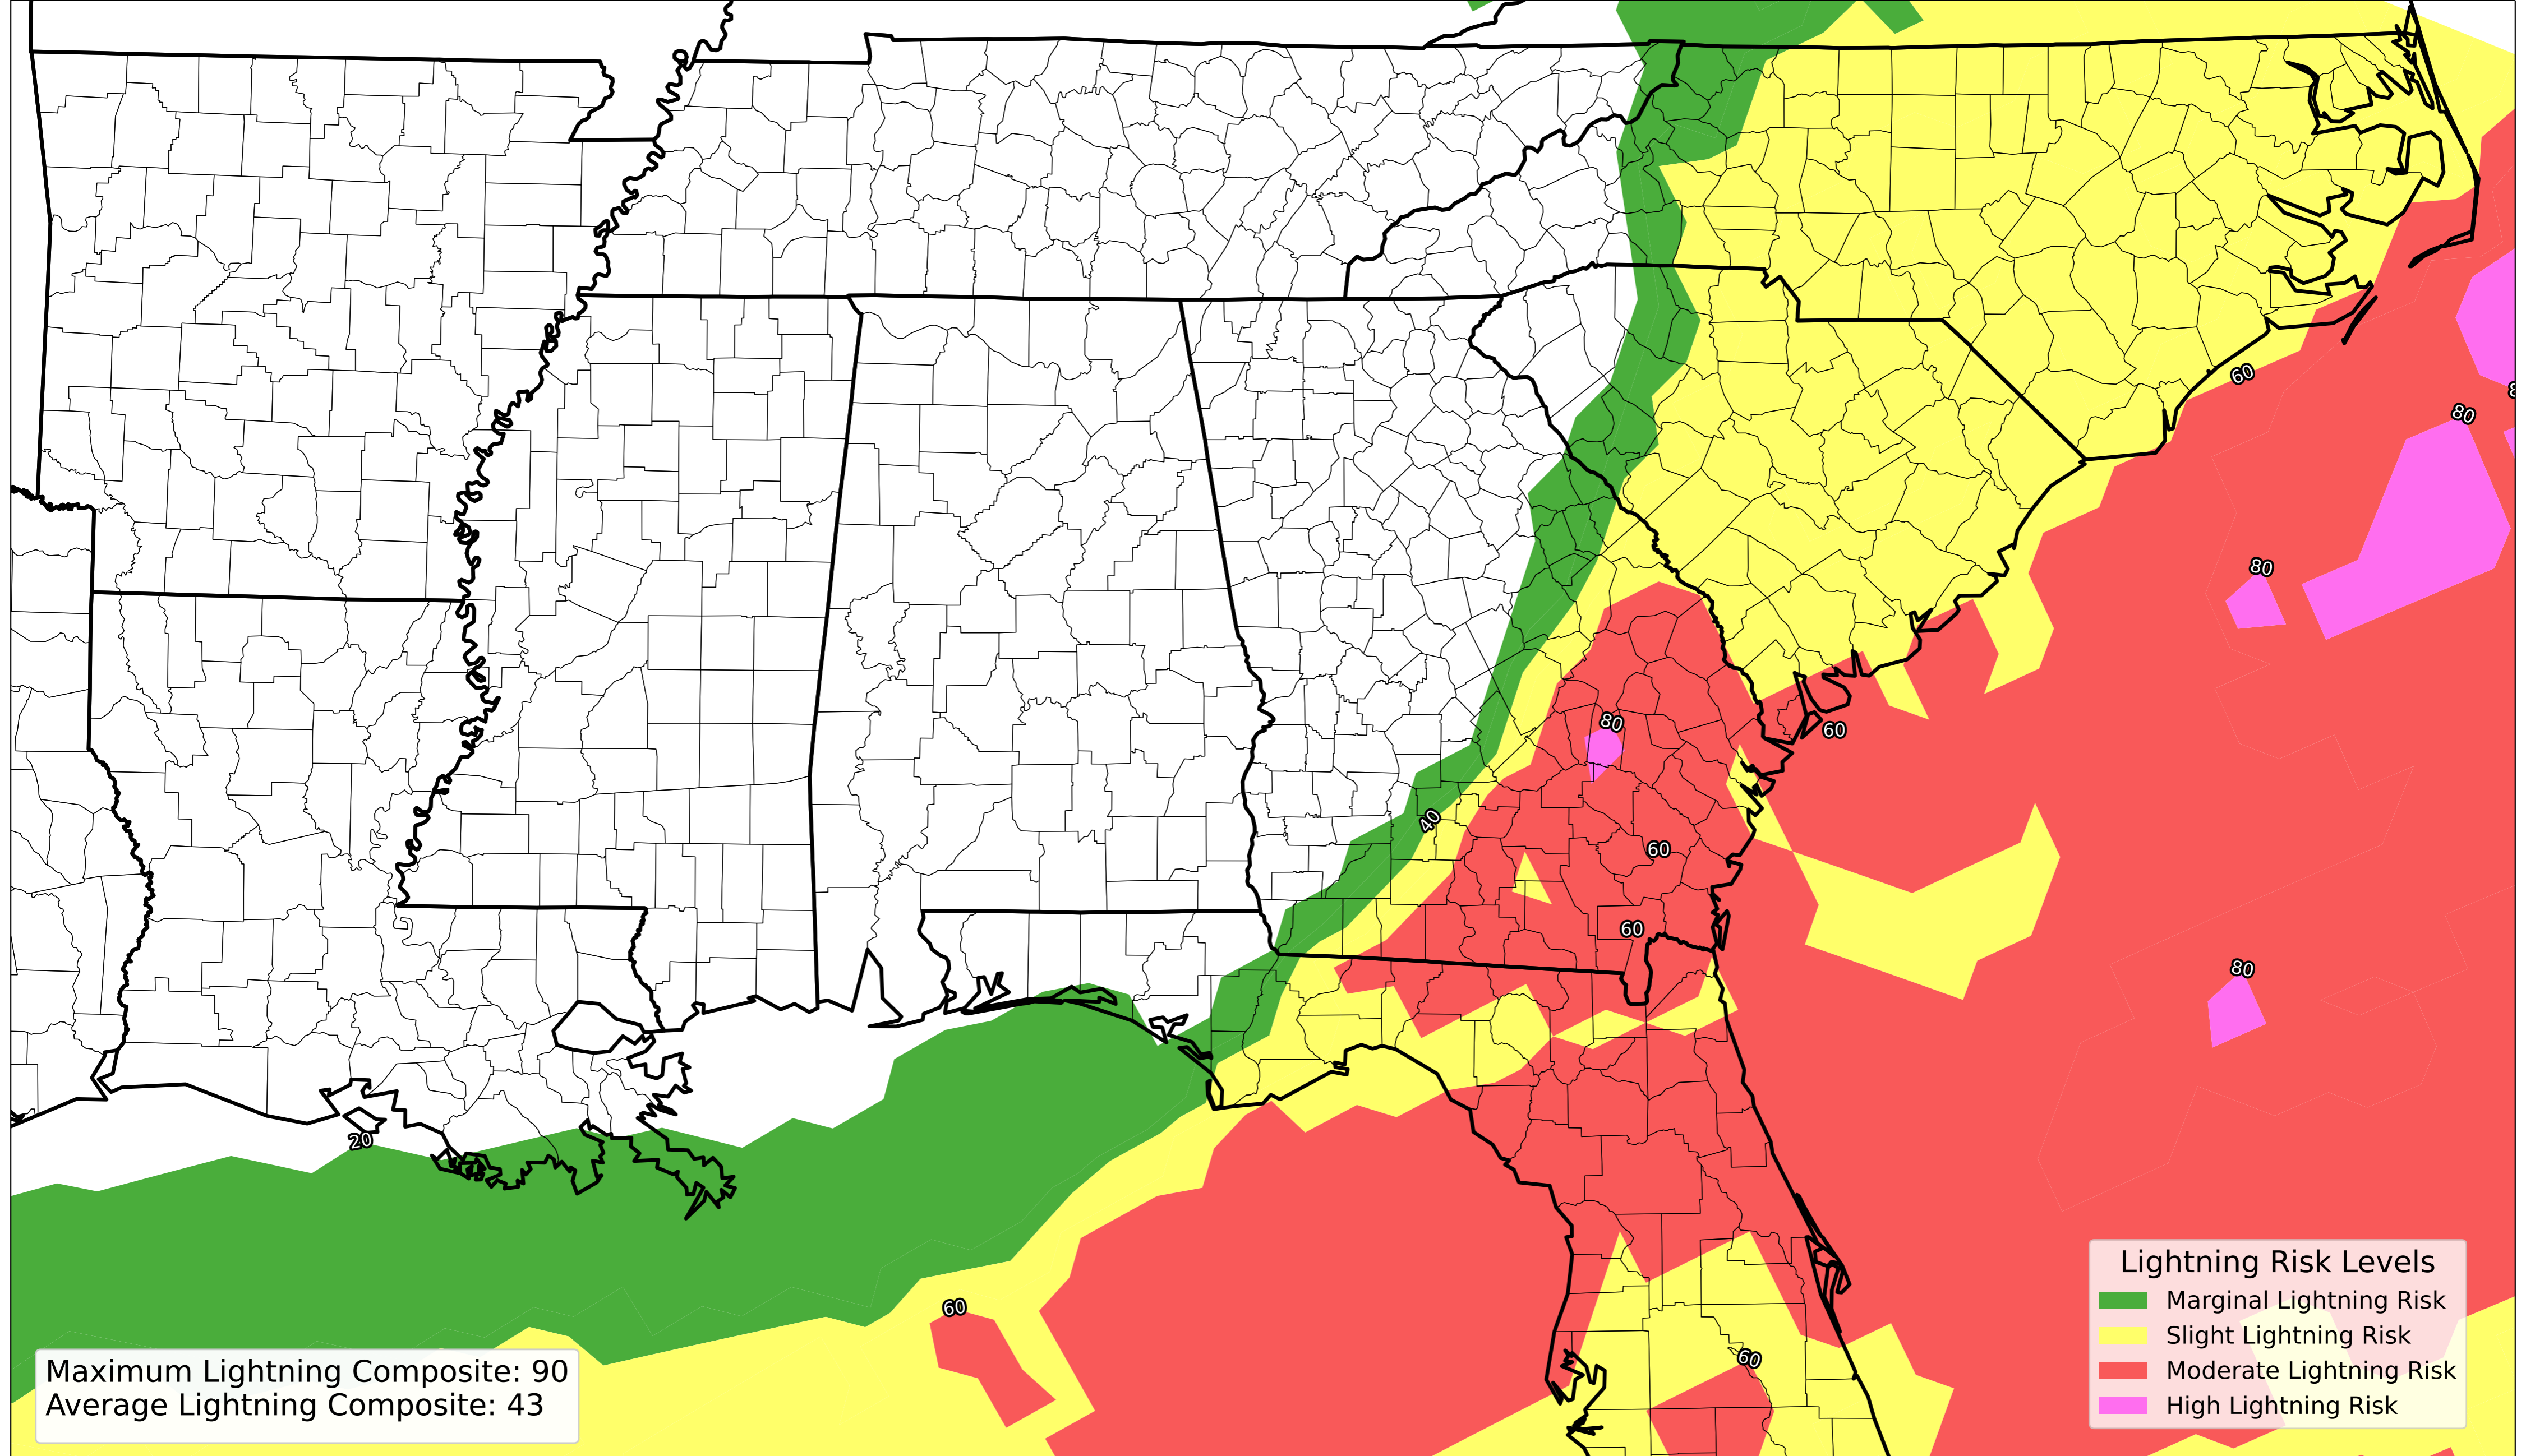 60
80
80
80
60
40
60
60
80
20
60
60
Lightning Risk Levels
Marginal Lightning Risk
Slight Lightning Risk
Moderate Lightning Risk
High Lightning Risk
Maximum Lightning Composite: 90
Average Lightning Composite: 43